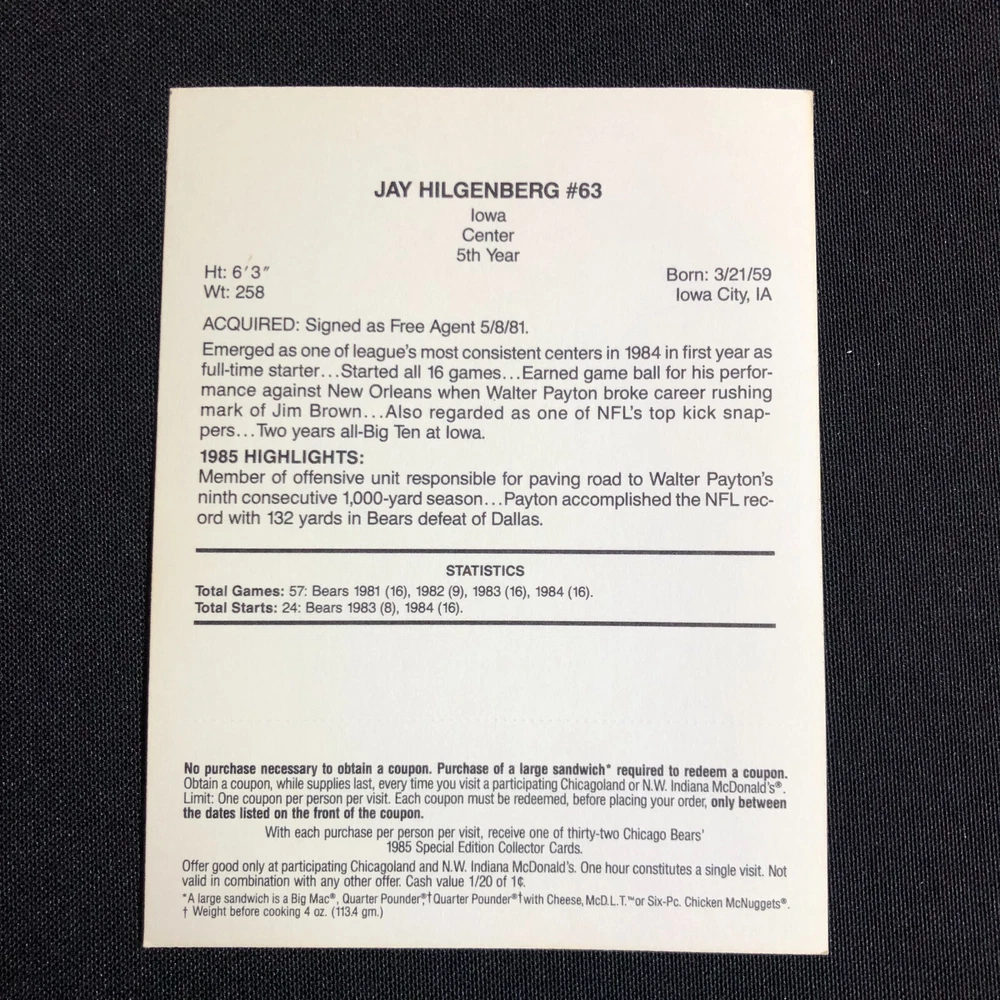 JAY HILGENBERG #63
Iowa
Center
5th Year
Ht: 6'3"
Wt: 258
Born: 3/21/59
Iowa City, IA
ACQUIRED: Signed as Free Agent 5/8/81.
Emerged as one of league's most consistent centers in 1984 in first year as
full-time starter...Started all 16 games...Earned game ball for his perfor-
mance against New Orleans when Walter Payton broke career rushing
mark of Jim Brown...Also regarded as one of NFL's top kick snap-
pers...Two years all-Big Ten at Iowa.
1985 HIGHLIGHTS:
Member of offensive unit responsible for paving road to Walter Payton's
ninth consecutive 1,000-yard season...Payton accomplished the NFL rec-
ord with 132 yards in Bears defeat of Dallas.
STATISTICS
Total Games: 57: Bears 1981 (16), 1982 (9), 1983 (16), 1984 (16).
Total Starts: 24: Bears 1983 (8), 1984 (16).
No purchase necessary to obtain a coupon. Purchase of a large sandwich* required to redeem a coupon.
Obtain a coupon, while supplies last, every time you visit a participating Chicagoland or N.W. Indiana McDonald's®.
Limit: One coupon per person per visit. Each coupon must be redeemed, before placing your order, only between
the dates listed on the front of the coupon.
With each purchase per person per visit, receive one of thirty-two Chicago Bears'
1985 Special Edition Collector Cards.
Offer good only at participating Chicagoland and N.W. Indiana McDonald's. One hour constitutes a single visit. Not
valid in combination with any other offer. Cash value 1/20 of 1¢.
*A large sandwich is a Big Mac®, Quarter Pounder®,† Quarter Pounder®† with Cheese, McD.L.T.™ or Six-Pc. Chicken McNuggets®.
† Weight before cooking 4 oz. (113.4 gm.)